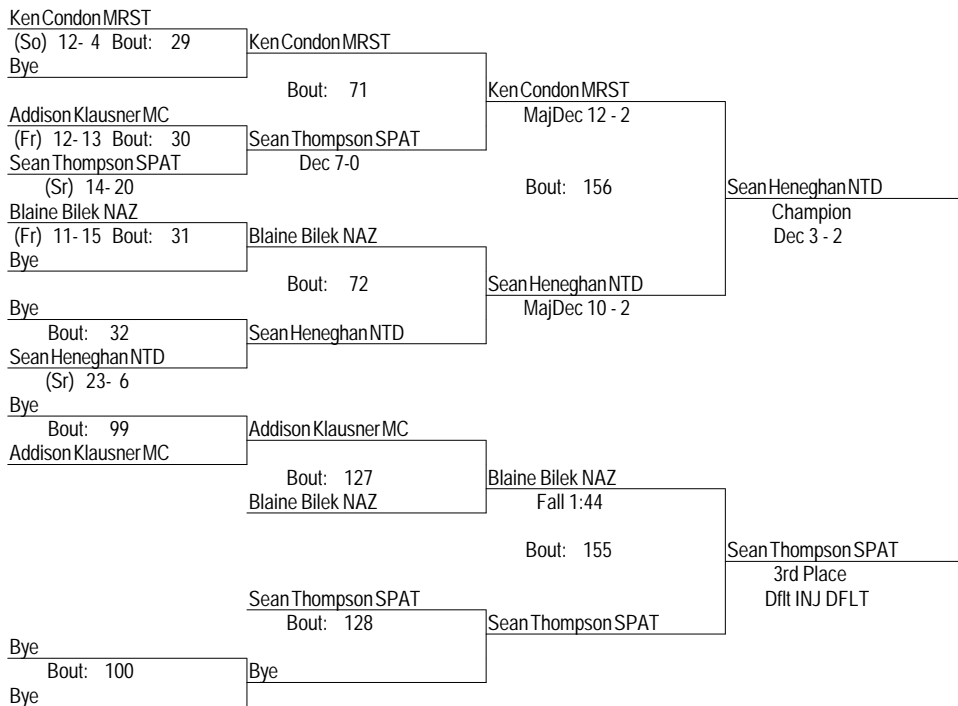 Ken Condon MRST
(So) 12- 4 Bout: 29
Ken Condon MRST
Bye
Bout: 71
Ken Condon MRST
Addison Klausner MC
MajDec 12 - 2
(Fr) 12- 13 Bout: 30
Sean Thompson SPAT
Sean Thompson SPAT
Dec 7-0
(Sr) 14- 20
Bout: 156
Sean Heneghan NTD
Blaine Bilek NAZ
Champion
(Fr) 11- 15 Bout: 31
Blaine Bilek NAZ
Dec 3 - 2
Bye
Bout: 72
Sean Heneghan NTD
Bye
MajDec 10 - 2
Bout: 32
Sean Heneghan NTD
Sean Heneghan NTD
(Sr) 23- 6
Bye
Bout: 99
Addison Klausner MC
Addison Klausner MC
Bout: 127
Blaine Bilek NAZ
Blaine Bilek NAZ
Fall 1:44
Bout: 155
Sean Thompson SPAT
3rd Place
Sean Thompson SPAT
Dflt INJ DFLT
Bout: 128
Sean Thompson SPAT
Bye
Bout: 100
Bye
Bye